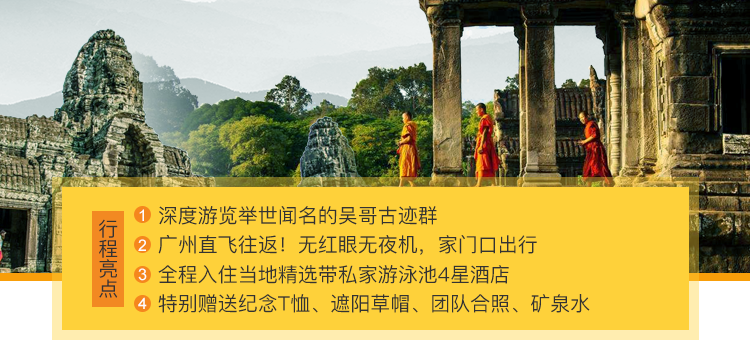 行程亮点
1 深度游览举世闻名的吴哥古迹群
2 广州直飞往返！无红眼无夜机，家门口出行
3 全程入住当地精选带私家游泳池4星酒店
4 特别赠送纪念T恤、遮阳草帽、团队合照、矿泉水